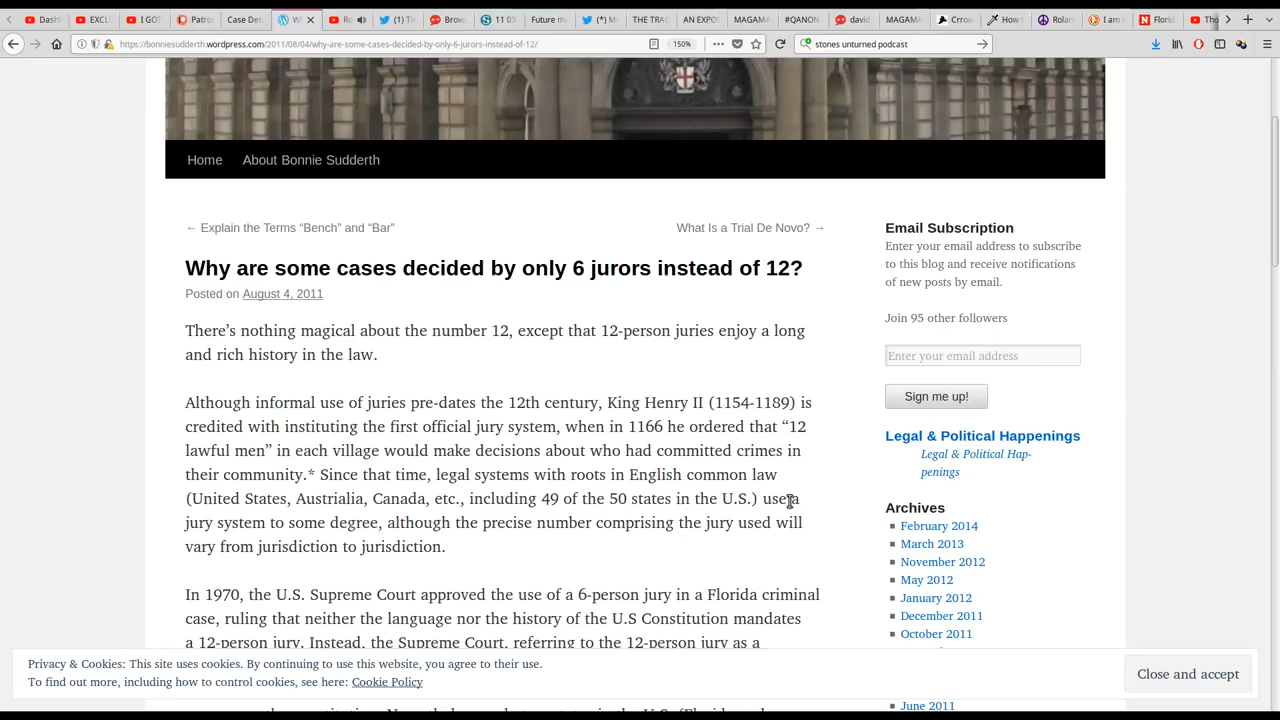 Dashl
EXCL
I GOT
Patro
Case Det
W
Ro
(1) Ti
Brow
11 03
Future ma
(*) M
THE TRAG
AN EXPOS
MAGAMA
#QANON
david
MAGAMA
Crrow
How i
Rolan
I am r
Florid
Tho
https://bonniesudderth.wordpress.com/2011/08/04/why-are-some-cases-decided-by-only-6-jurors-instead-of-12/
150%
stones unturned podcast
Home About Bonnie Sudderth
← Explain the Terms “Bench” and “Bar”
What Is a Trial De Novo? →
Why are some cases decided by only 6 jurors instead of 12?
Posted on August 4, 2011
There’s nothing magical about the number 12, except that 12-person juries enjoy a long
and rich history in the law.
Although informal use of juries pre-dates the 12th century, King Henry II (1154-1189) is
credited with instituting the first official jury system, when in 1166 he ordered that “12
lawful men” in each village would make decisions about who had committed crimes in
their community.* Since that time, legal systems with roots in English common law
(United States, Austrialia, Canada, etc., including 49 of the 50 states in the U.S.) use a
jury system to some degree, although the precise number comprising the jury used will
vary from jurisdiction to jurisdiction.
In 1970, the U.S. Supreme Court approved the use of a 6-person jury in a Florida criminal
case, ruling that neither the language nor the history of the U.S Constitution mandates
a 12-person jury. Instead, the Supreme Court, referring to the 12-person jury as a
Email Subscription
Enter your email address to subscribe
to this blog and receive notifications
of new posts by email.
Join 95 other followers
Enter your email address
Sign me up!
Legal & Political Happenings
Legal & Political Hap-
penings
Archives
February 2014
March 2013
November 2012
May 2012
January 2012
December 2011
October 2011
June 2011
Privacy & Cookies: This site uses cookies. By continuing to use this website, you agree to their use.
To find out more, including how to control cookies, see here: Cookie Policy
Close and accept